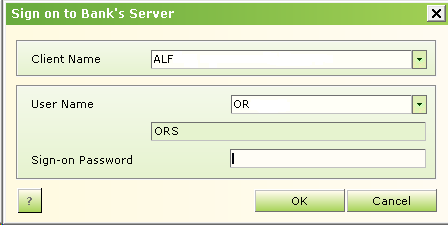 Sign on to Bank's Server
Client Name ALF
User Name OR
ORS
Sign-on Password
? OK Cancel